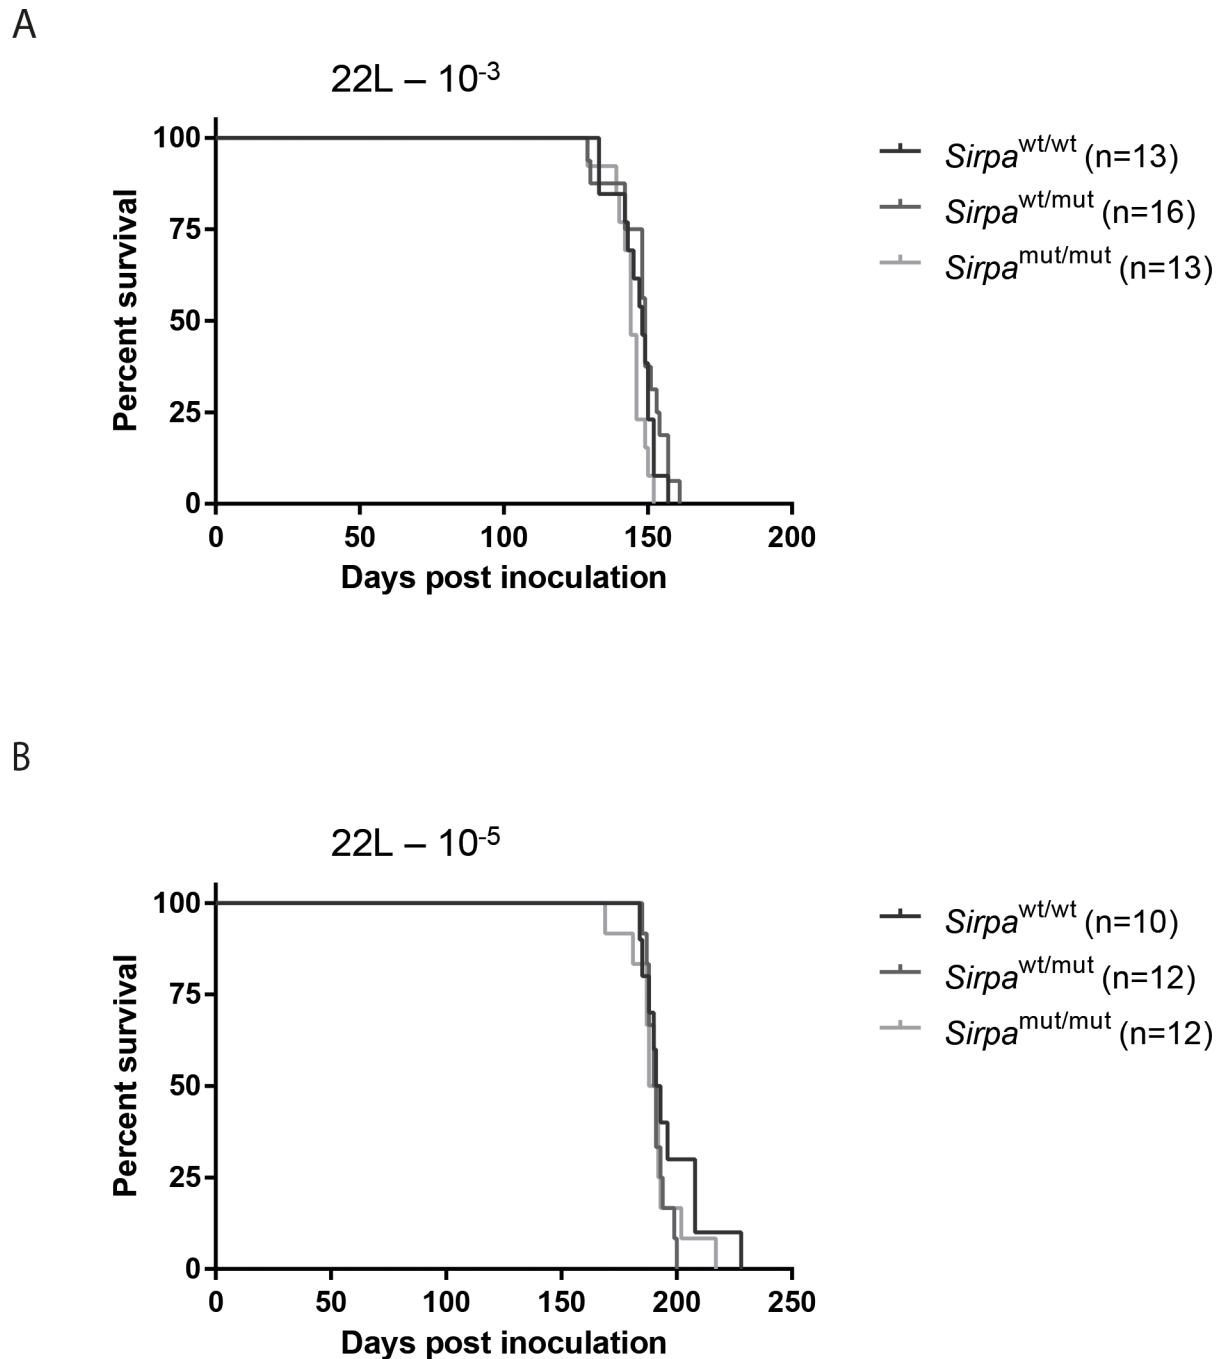 A
22L – 10-3
100
75
50
25
0
Percent survival
0 50 100 150 200
Days post inoculation
Sirpawt/wt (n=13)
Sirpawt/mut (n=16)
Sirpamut/mut (n=13)
B
22L – 10-5
100
75
50
25
0
Percent survival
0 50 100 150 200 250
Days post inoculation
Sirpawt/wt (n=10)
Sirpawt/mut (n=12)
Sirpamut/mut (n=12)